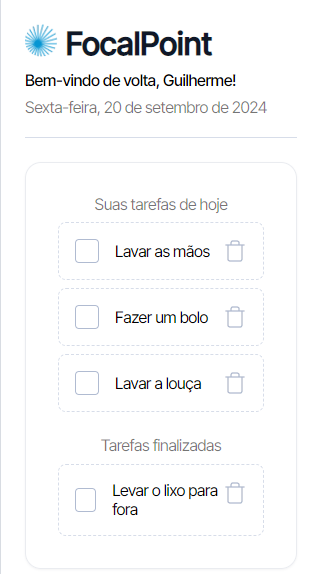 FocalPoint
Bem-vindo de volta, Guilherme!
Sexta-feira, 20 de setembro de 2024
Suas tarefas de hoje
Lavar as mãos
Fazer um bolo
Lavar a louça
Tarefas finalizadas
Levar o lixo para
fora